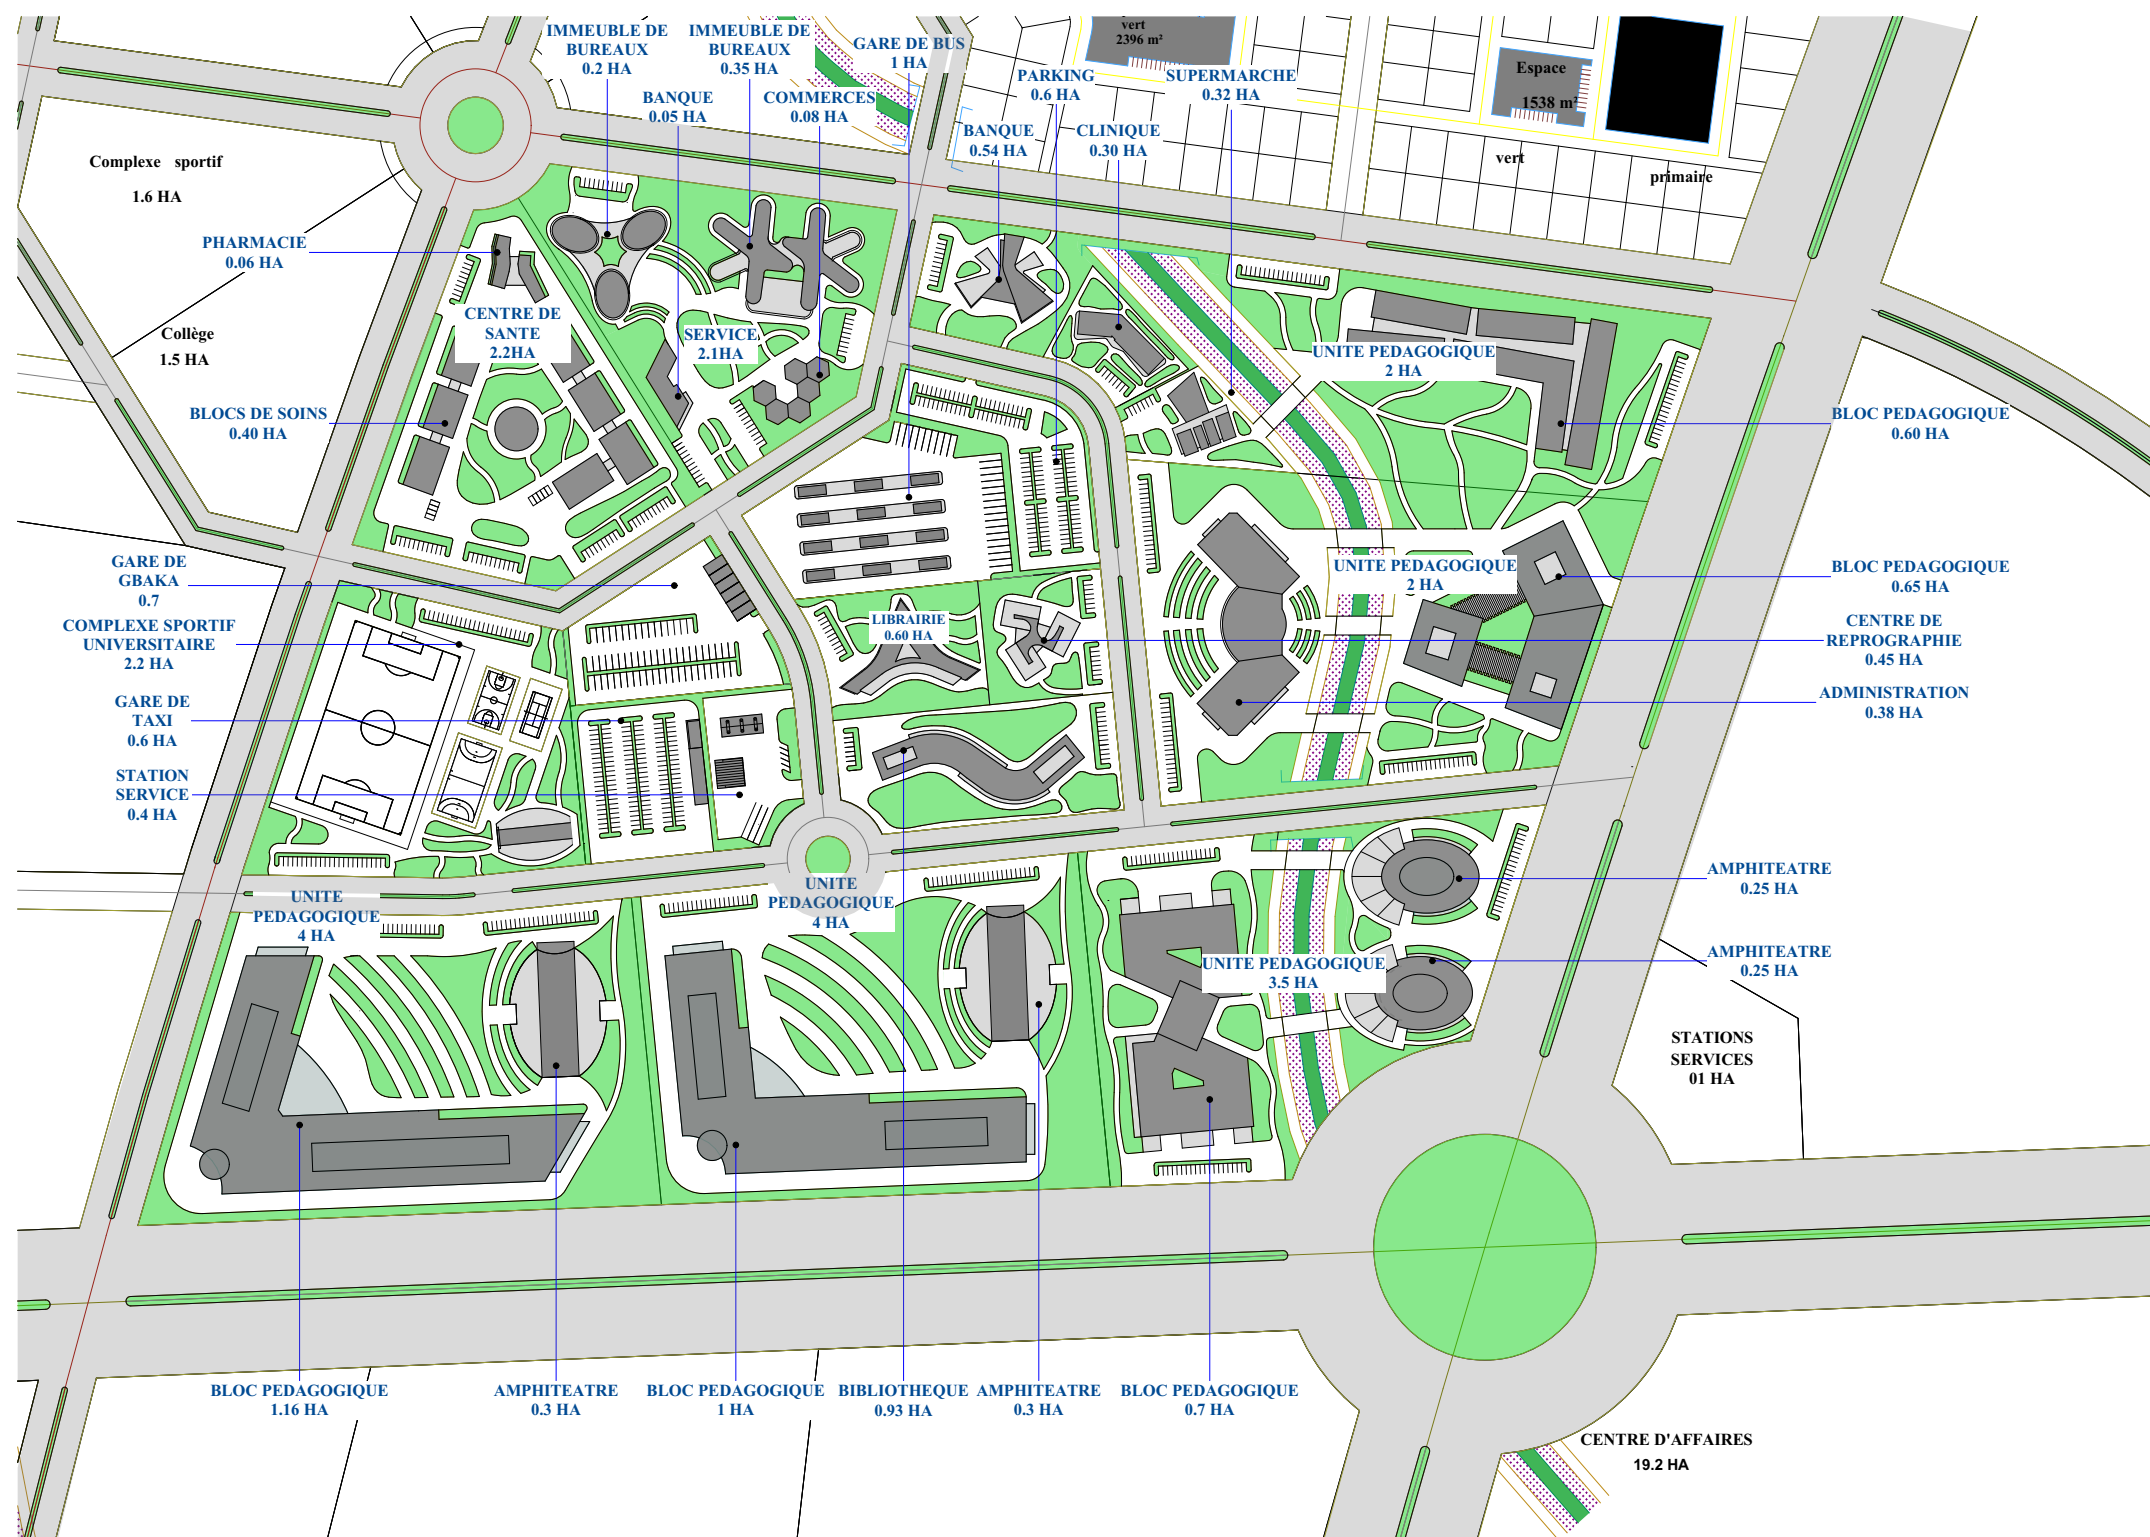 vert
2396 m²
IMMEUBLE DE
BUREAUX
0.2 HA
IMMEUBLE DE
BUREAUX
0.35 HA
GARE DE BUS
1 HA
BANQUE
0.05 HA
COMMERCES
0.08 HA
PARKING
0.6 HA
SUPERMARCHE
0.32 HA
BANQUE
0.54 HA
CLINIQUE
0.30 HA
Espace
1538 m²
vert
primaire
Complexe sportif
1.6 HA
PHARMACIE
0.06 HA
Collège
1.5 HA
CENTRE DE
SANTE
2.2HA
SERVICE
2.1HA
UNITE PEDAGOGIQUE
2 HA
BLOCS DE SOINS
0.40 HA
BLOC PEDAGOGIQUE
0.60 HA
GARE DE
GBAKA
0.7
UNITE PEDAGOGIQUE
2 HA
BLOC PEDAGOGIQUE
0.65 HA
COMPLEXE SPORTIF
UNIVERSITAIRE
2.2 HA
LIBRAIRIE
0.60 HA
CENTRE DE
REPROGRAPHIE
0.45 HA
GARE DE
TAXI
0.6 HA
ADMINISTRATION
0.38 HA
STATION
SERVICE
0.4 HA
UNITE
PEDAGOGIQUE
4 HA
UNITE
PEDAGOGIQUE
4 HA
AMPHITEATRE
0.25 HA
UNITE PEDAGOGIQUE
3.5 HA
AMPHITEATRE
0.25 HA
STATIONS
SERVICES
01 HA
BLOC PEDAGOGIQUE
1.16 HA
AMPHITEATRE
0.3 HA
BLOC PEDAGOGIQUE
1 HA
BIBLIOTHEQUE
0.93 HA
AMPHITEATRE
0.3 HA
BLOC PEDAGOGIQUE
0.7 HA
CENTRE D'AFFAIRES
19.2 HA